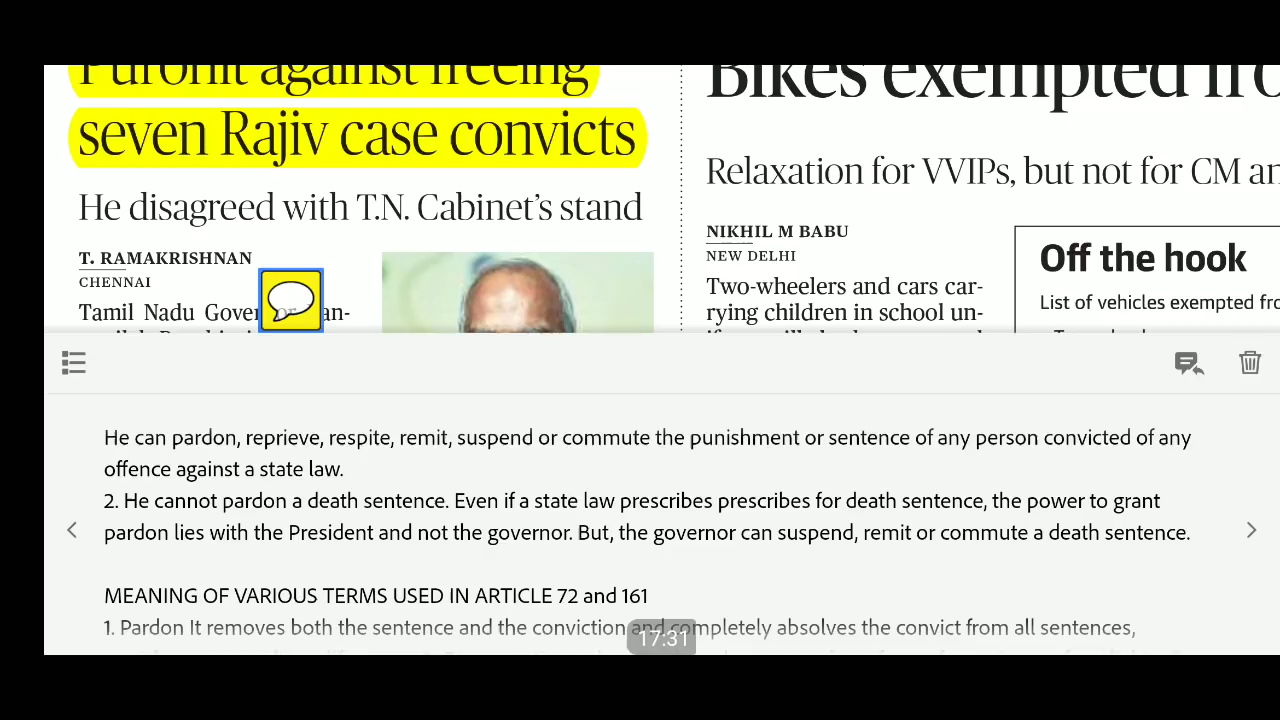 Purohit against freeing
seven Rajiv case convicts
He disagreed with T.N. Cabinet's stand
T. RAMAKRISHNAN
CHENNAI
Tamil Nadu Governor
Bikes exempted
Relaxation for VVIPs, but not for CM
NIKHIL M BABU
NEW DELHI
Two-wheelers and cars car-
rying children in school un-
Off the hook
List of vehicles exempted
He can pardon, reprieve, respite, remit, suspend or commute the punishment or sentence of any person convicted of any
offence against a state law.
2. He cannot pardon a death sentence. Even if a state law prescribes prescribes for death sentence, the power to grant
pardon lies with the President and not the governor. But, the governor can suspend, remit or commute a death sentence.
MEANING OF VARIOUS TERMS USED IN ARTICLE 72 and 161
1. Pardon It removes both the sentence and the conviction and completely absolves the convict from all sentences,
17:31